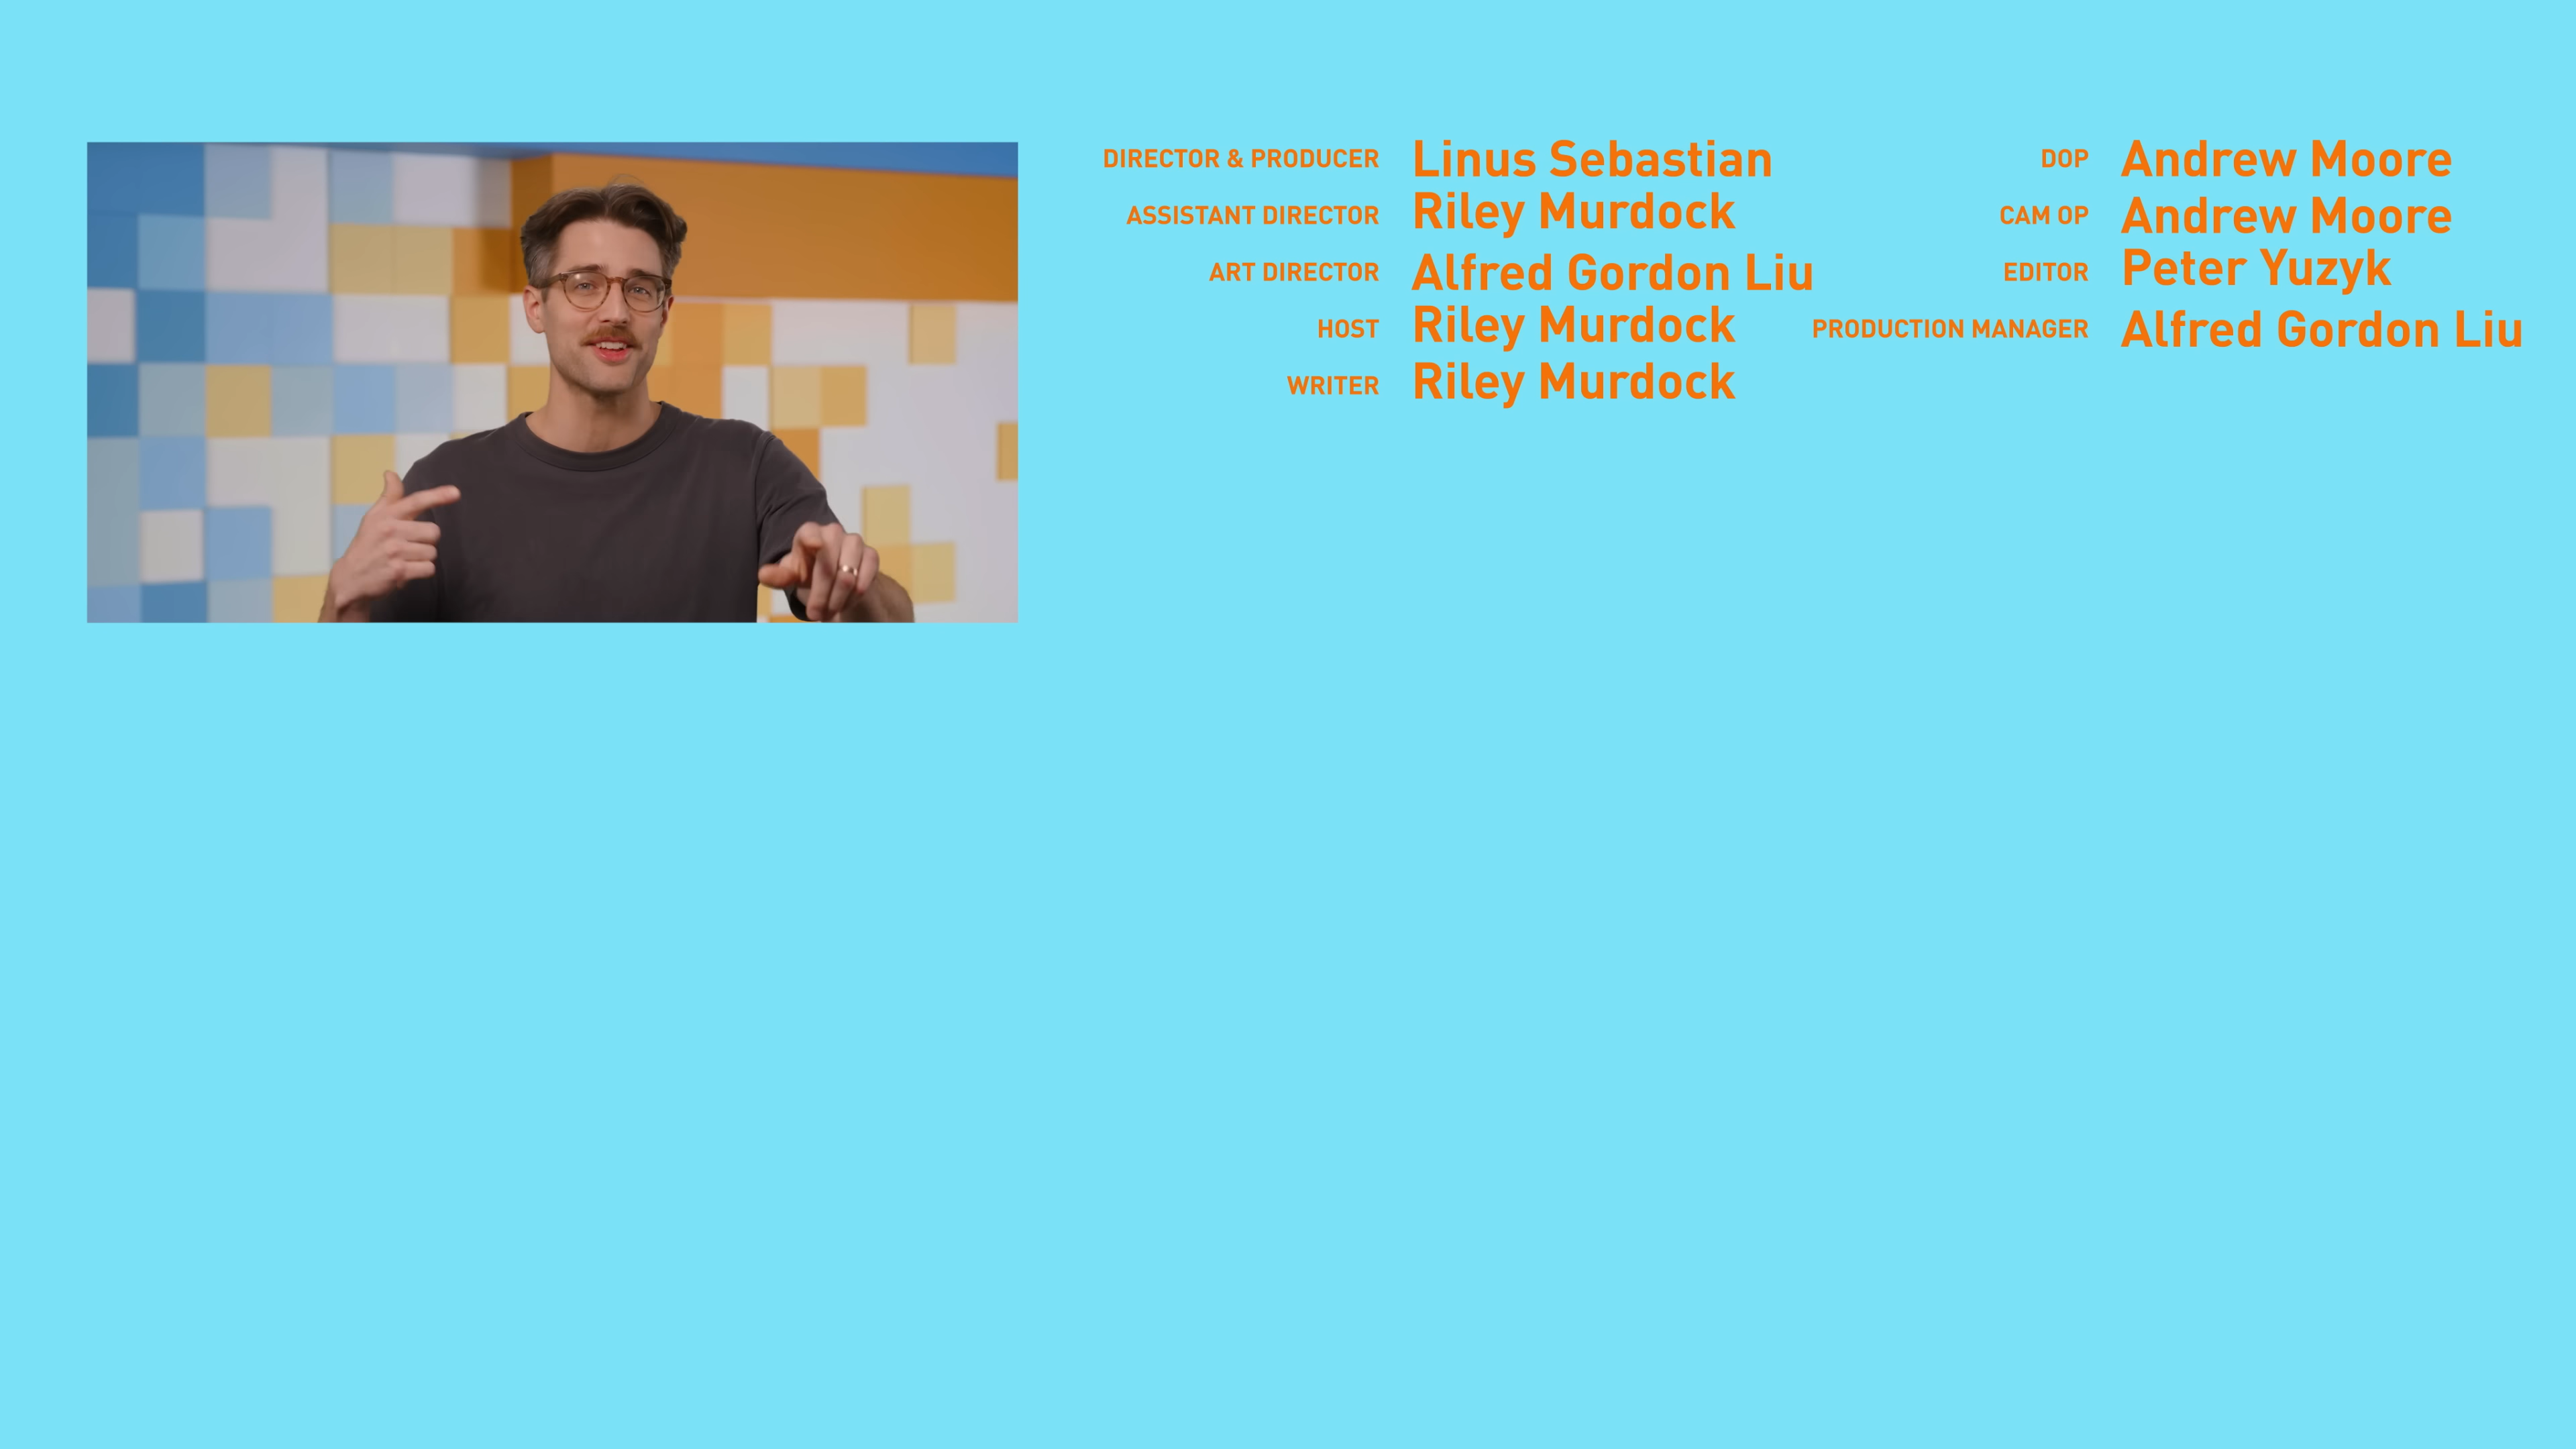 DIRECTOR & PRODUCER Linus Sebastian
ASSISTANT DIRECTOR Riley Murdock
ART DIRECTOR Alfred Gordon Liu
HOST Riley Murdock
WRITER Riley Murdock
DOP Andrew Moore
CAM OP Andrew Moore
EDITOR Peter Yuzyk
PRODUCTION MANAGER Alfred Gordon Liu